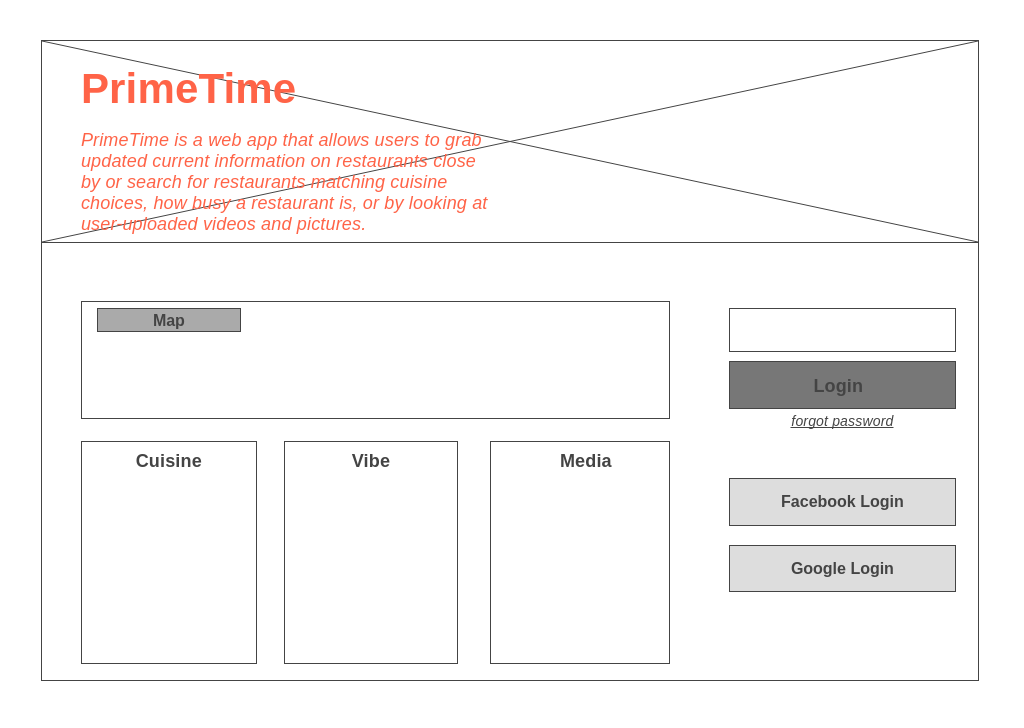 PrimeTime
PrimeTime is a web app that allows users to grab
updated current information on restaurants close
by or search for restaurants matching cuisine
choices, how busy a restaurant is, or by looking at
user-uploaded videos and pictures.
Map
Login
forgot password
Cuisine
Vibe
Media
Facebook Login
Google Login